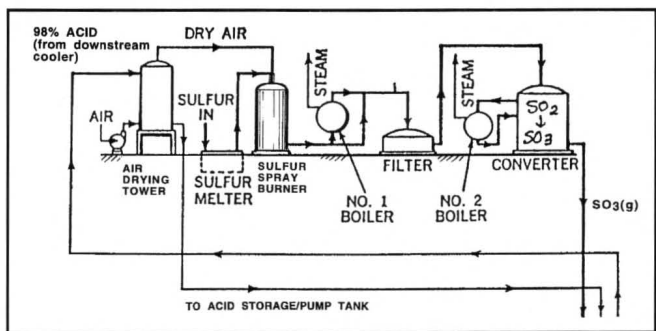 98% ACID
(from downstream
cooler)
DRY AIR
AIR
SULFUR
IN
STEAM
STEAM
SO2
↓
SO3
AIR
DRYING
TOWER
SULFUR
MELTER
SULFUR
SPRAY
BURNER
FILTER
CONVERTER
NO. 1
BOILER
NO. 2
BOILER
SO3(g)
TO ACID STORAGE/PUMP TANK